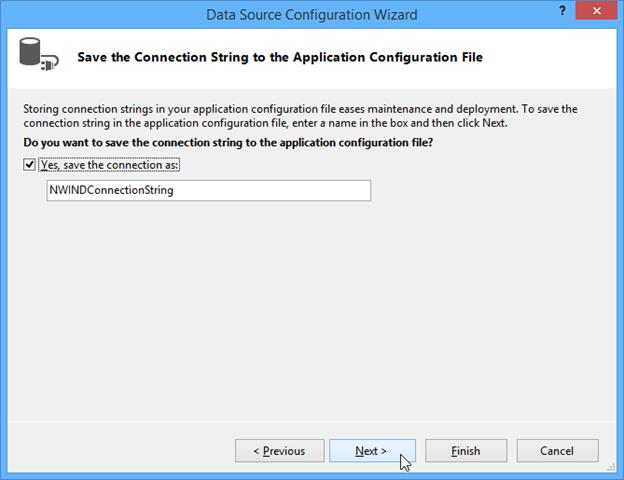 Data Source Configuration Wizard
?
Save the Connection String to the Application Configuration File
Storing connection strings in your application configuration file eases maintenance and deployment. To save the
connection string in the application configuration file, enter a name in the box and then click Next.
Do you want to save the connection string to the application configuration file?
Yes, save the connection as:
NWINDConnectionString
< Previous
Next >
Finish
Cancel